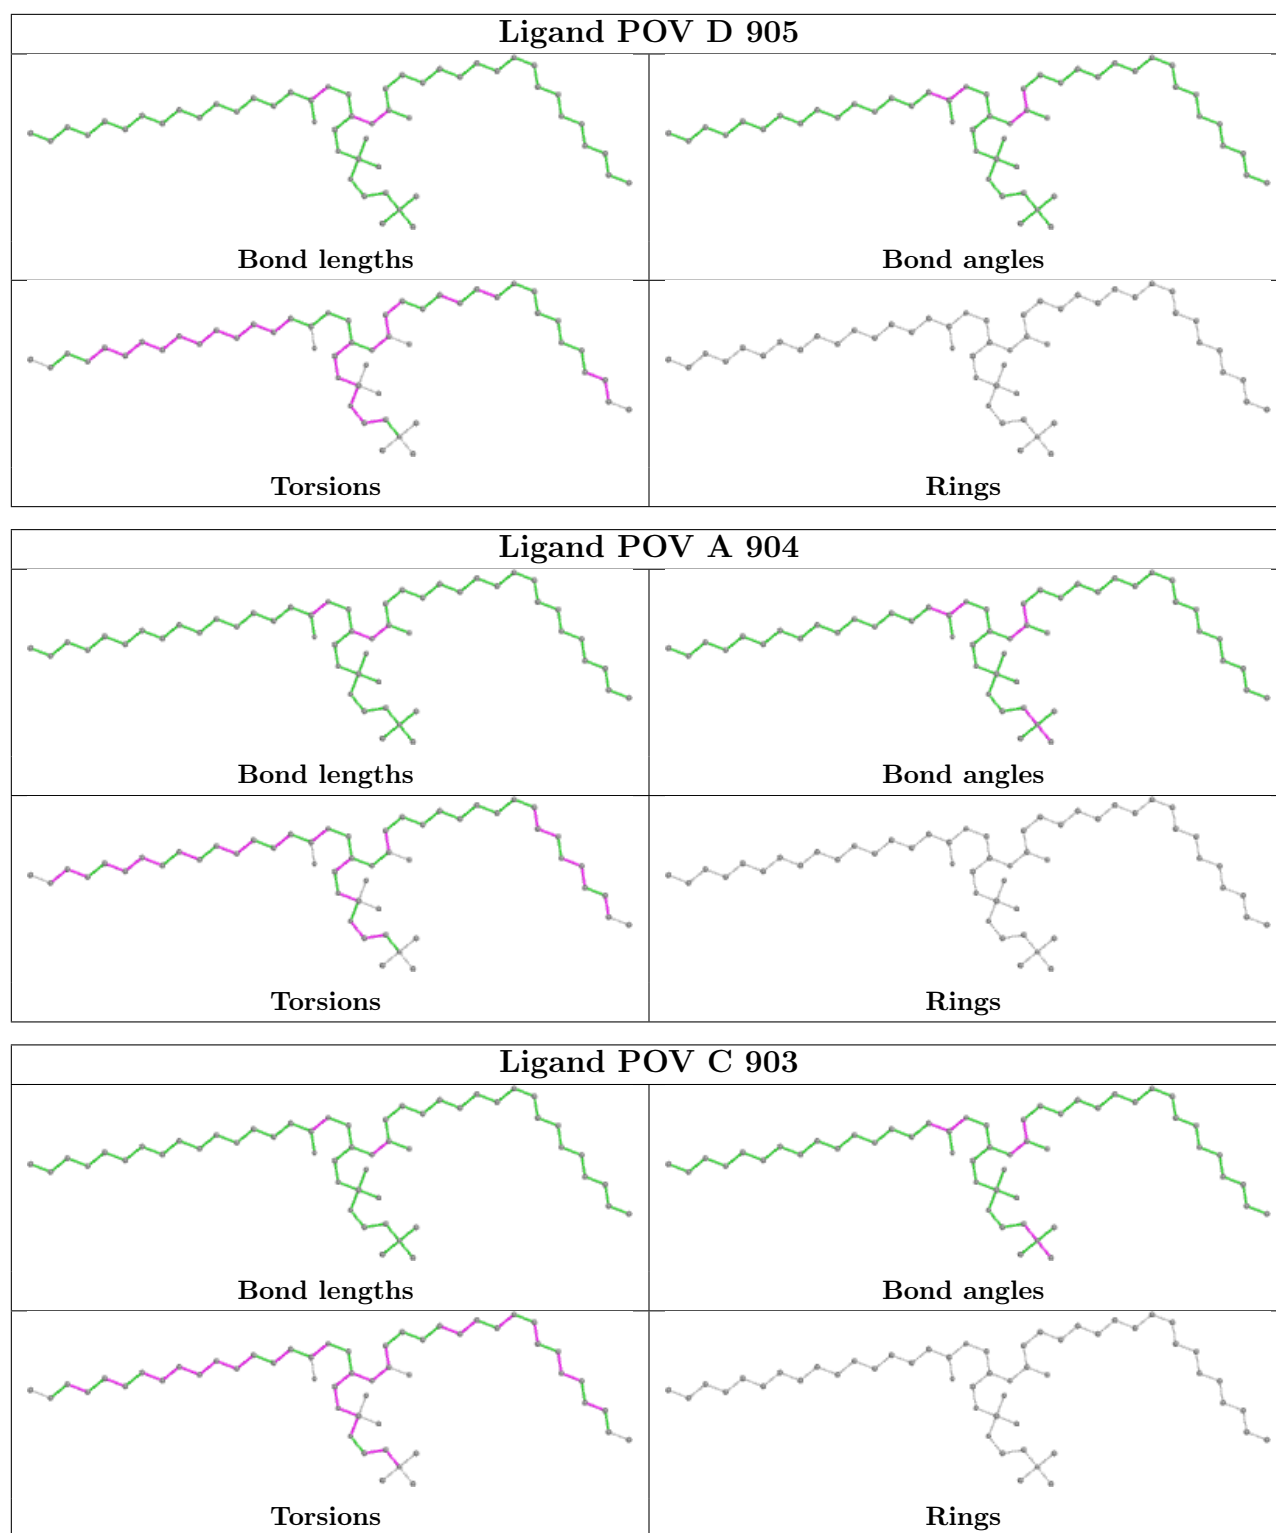 Ligand POV D 905
Bond lengths
Bond angles
Torsions
Rings
Ligand POV A 904
Bond lengths
Bond angles
Torsions
Rings
Ligand POV C 903
Bond lengths
Bond angles
Torsions
Rings